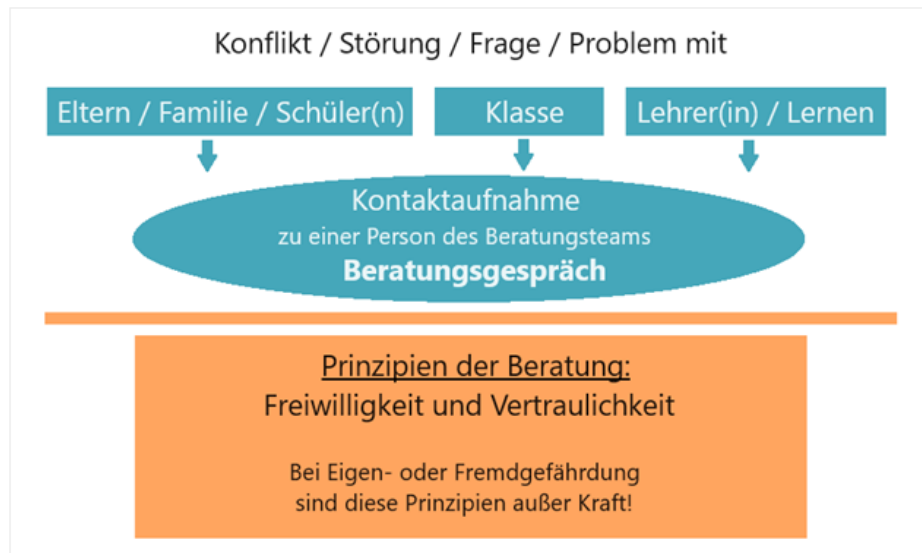 Konflikt / Störung / Frage / Problem mit
Eltern / Familie / Schüler(n)
Klasse
Lehrer(in) / Lernen
Kontaktaufnahme
zu einer Person des Beratungsteams
Beratungsgespräch
Prinzipien der Beratung:
Freiwilligkeit und Vertraulichkeit
Bei Eigen- oder Fremdgefährdung
sind diese Prinzipien außer Kraft!